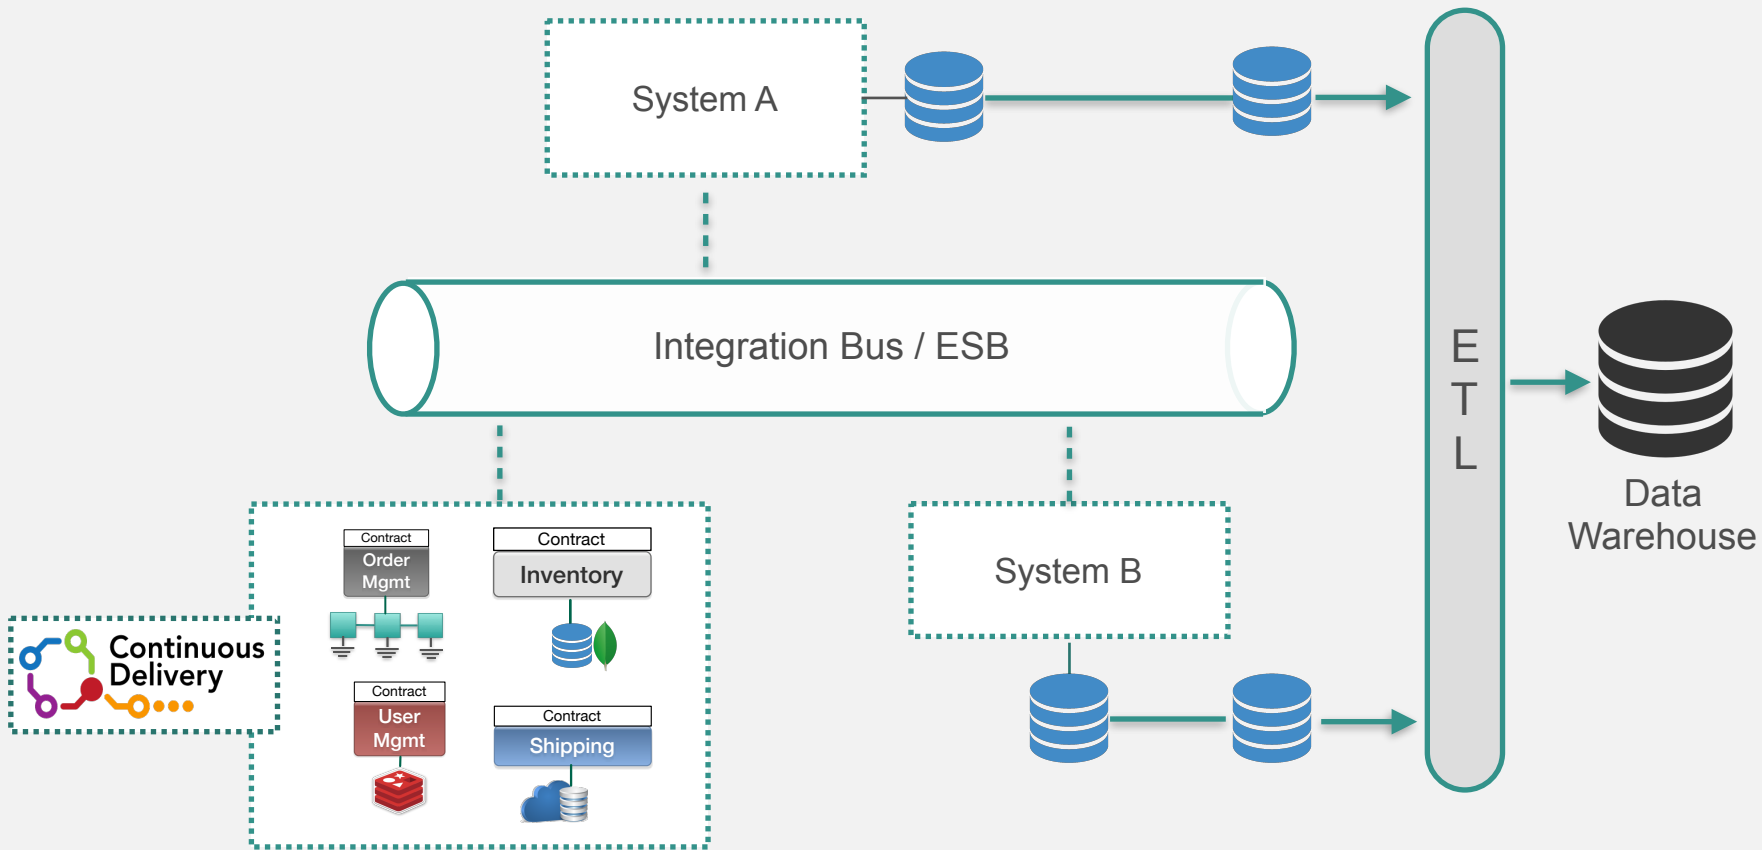 System A
Integration Bus / ESB
E
T
L
Data
Warehouse
Contract
Order
Mgmt
Contract
Inventory
System B
Continuous
Delivery
Contract
User
Mgmt
Contract
Shipping